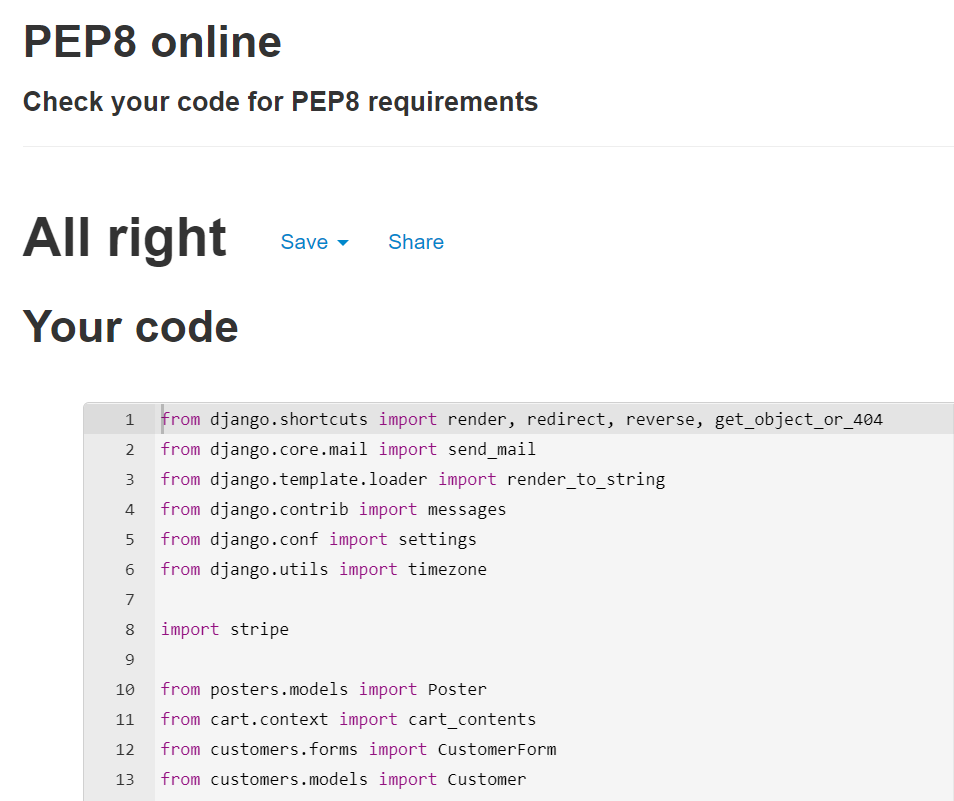 PEP8 online
Check your code for PEP8 requirements
All right Save Share
Your code
1 from django.shortcuts import render, redirect, reverse, get_object_or_404
2 from django.core.mail import send_mail
3 from django.template.loader import render_to_string
4 from django.contrib import messages
5 from django.conf import settings
6 from django.utils import timezone
7
8 import stripe
9
10 from posters.models import Poster
11 from cart.context import cart_contents
12 from customers.forms import CustomerForm
13 from customers.models import Customer